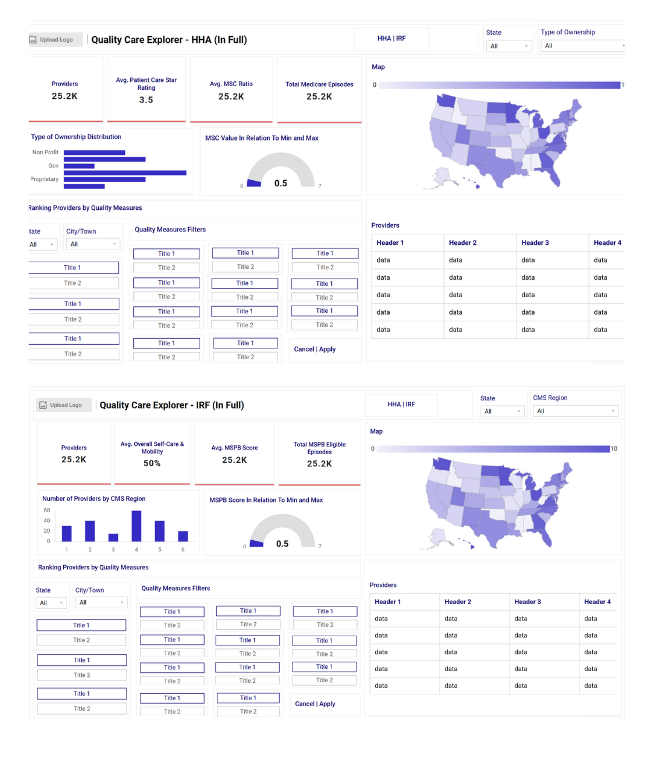 Upload Logo
Quality Care Explorer - HHA (In Full)
HHA | IRF
State
All
Type of Ownership
All
Providers
25.2K
Avg. Patient Care Star
Rating
3.5
Avg. MSC Ratio
25.2K
Total Medicare Episodes
25.2K
Map
0
1
Type of Ownership Distribution
Non Profit
Gov
Proprietary
MSC Value In Relation To Min and Max
0
0.5
7
Ranking Providers by Quality Measures
tate
All
City/Town
All
Title 1
Title 2
Title 1
Title 2
Title 1
Title 2
Quality Measures Filters
Title 1
Title 2
Title 1
Title 2
Title 1
Title 2
Title 1
Title 2
Title 1
Title 2
Title 1
Title 2
Title 1
Title 2
Title 1
Title 2
Title 1
Title 2
Title 1
Title 2
Title 1
Title 2
Cancel | Apply
Providers
Header 1 Header 2 Header 3 Header 4
data data data data
data data data data
data data data data
data data data data
data data data data
Upload Logo
Quality Care Explorer - IRF (In Full)
HHA | IRF
State
All
CMS Region
All
Providers
25.2K
Avg. Overall Self-Care &
Mobility
50%
Avg. MSPB Score
25.2K
Total MSPB Eligible
Episodes
25.2K
Map
0
10
Number of Providers by CMS Region
60
40
20
0
1 2 3 4 5 6
MSPB Score In Relation To Min and Max
0
0.5
7
Ranking Providers by Quality Measures
State
All
City/Town
All
Title 1
Title 2
Title 1
Title 2
Title 1
Title 2
Quality Measures Filters
Title 1
Title 2
Title 1
Title 2
Title 1
Title 2
Title 1
Title 2
Title 1
Title 2
Title 1
Title 2
Title 1
Title 2
Title 1
Title 2
Title 1
Title 2
Title 1
Title 2
Title 1
Title 2
Cancel | Apply
Providers
Header 1 Header 2 Header 3 Header 4
data data data data
data data data data
data data data data
data data data data
data data data data